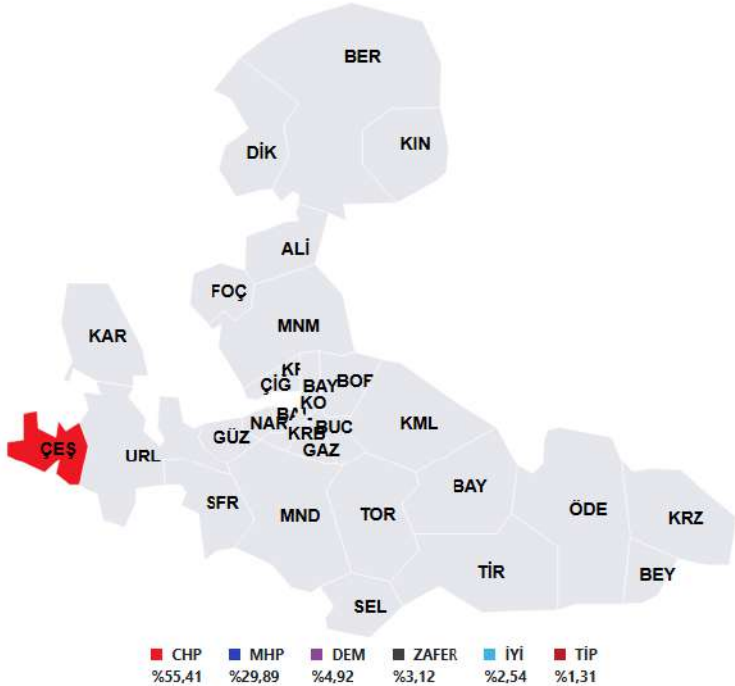 BER
KIN
DİK
ALİ
FOÇ
MNM
KAR
ÇİĞ
BAY
BOF
KO
NAR
BUC
KRB
GAZ
KML
GÜZ
ÇEŞ
URL
BAY
SFR
MND
TOR
ÖDE
KRZ
TİR
BEY
SEL
CHP MHP DEM ZAFER İYİ TİP
%55,41 %29,89 %4,92 %3,12 %2,54 %1,31